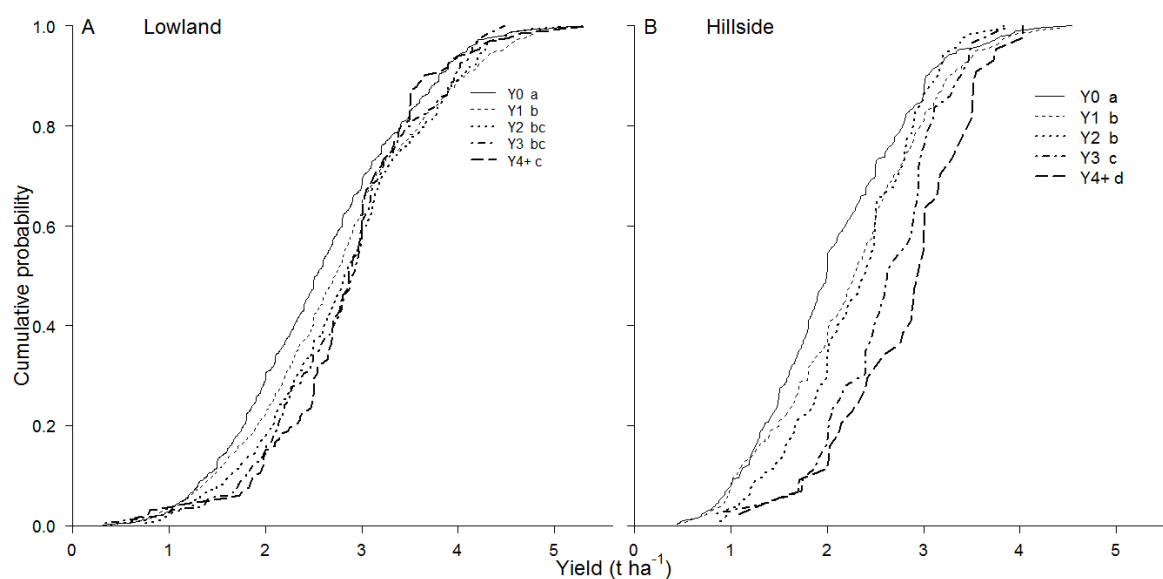 A Lowland
Y0 a
Y1 b
Y2 bc
Y3 bc
Y4+ c
B Hillside
Y0 a
Y1 b
Y2 b
Y3 c
Y4+ d
Cumulative probability
1.0
0.8
0.6
0.4
0.2
0.0
0 1 2 3 4 5
0 1 2 3 4 5
Yield (t ha⁻¹)